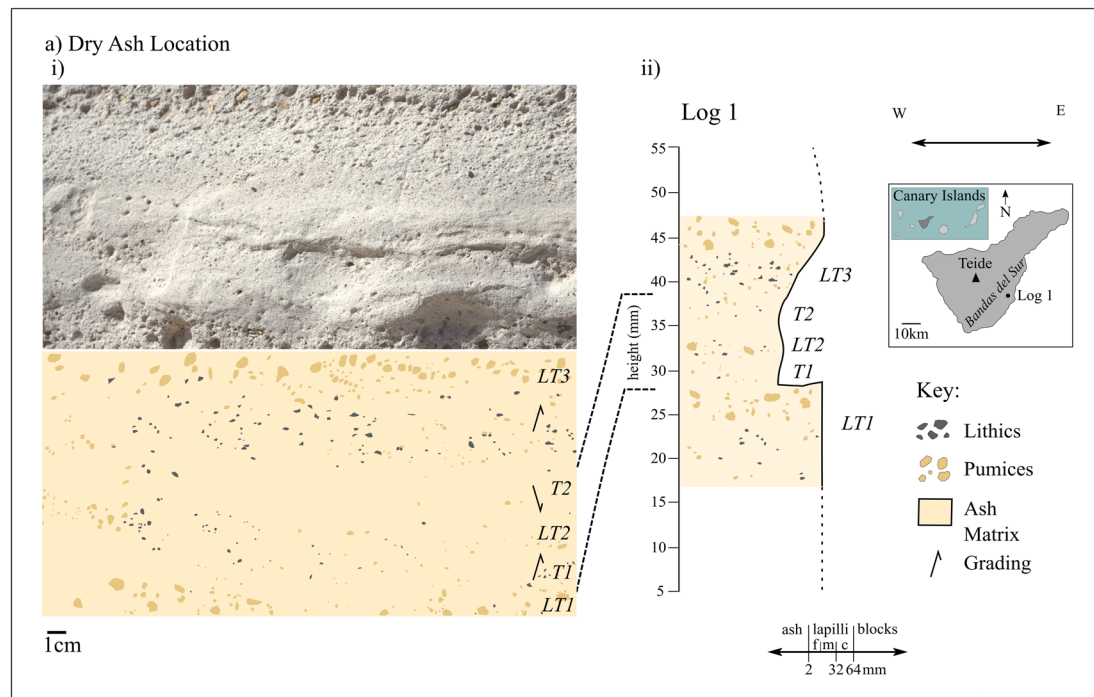 a) Dry Ash Location
i)
LT3
T2
LT2
T1
LT1
1cm
ii)
Log 1
height (mm)
55
50
45
40
35
30
25
20
15
10
5
LT3
T2
LT2
T1
LT1
ash lapilli blocks
f m c
2 32 64 mm
W E
Canary Islands
N
Teide
Bandas del Sur
Log 1
10km
Key:
Lithics
Pumices
Ash
Matrix
Grading